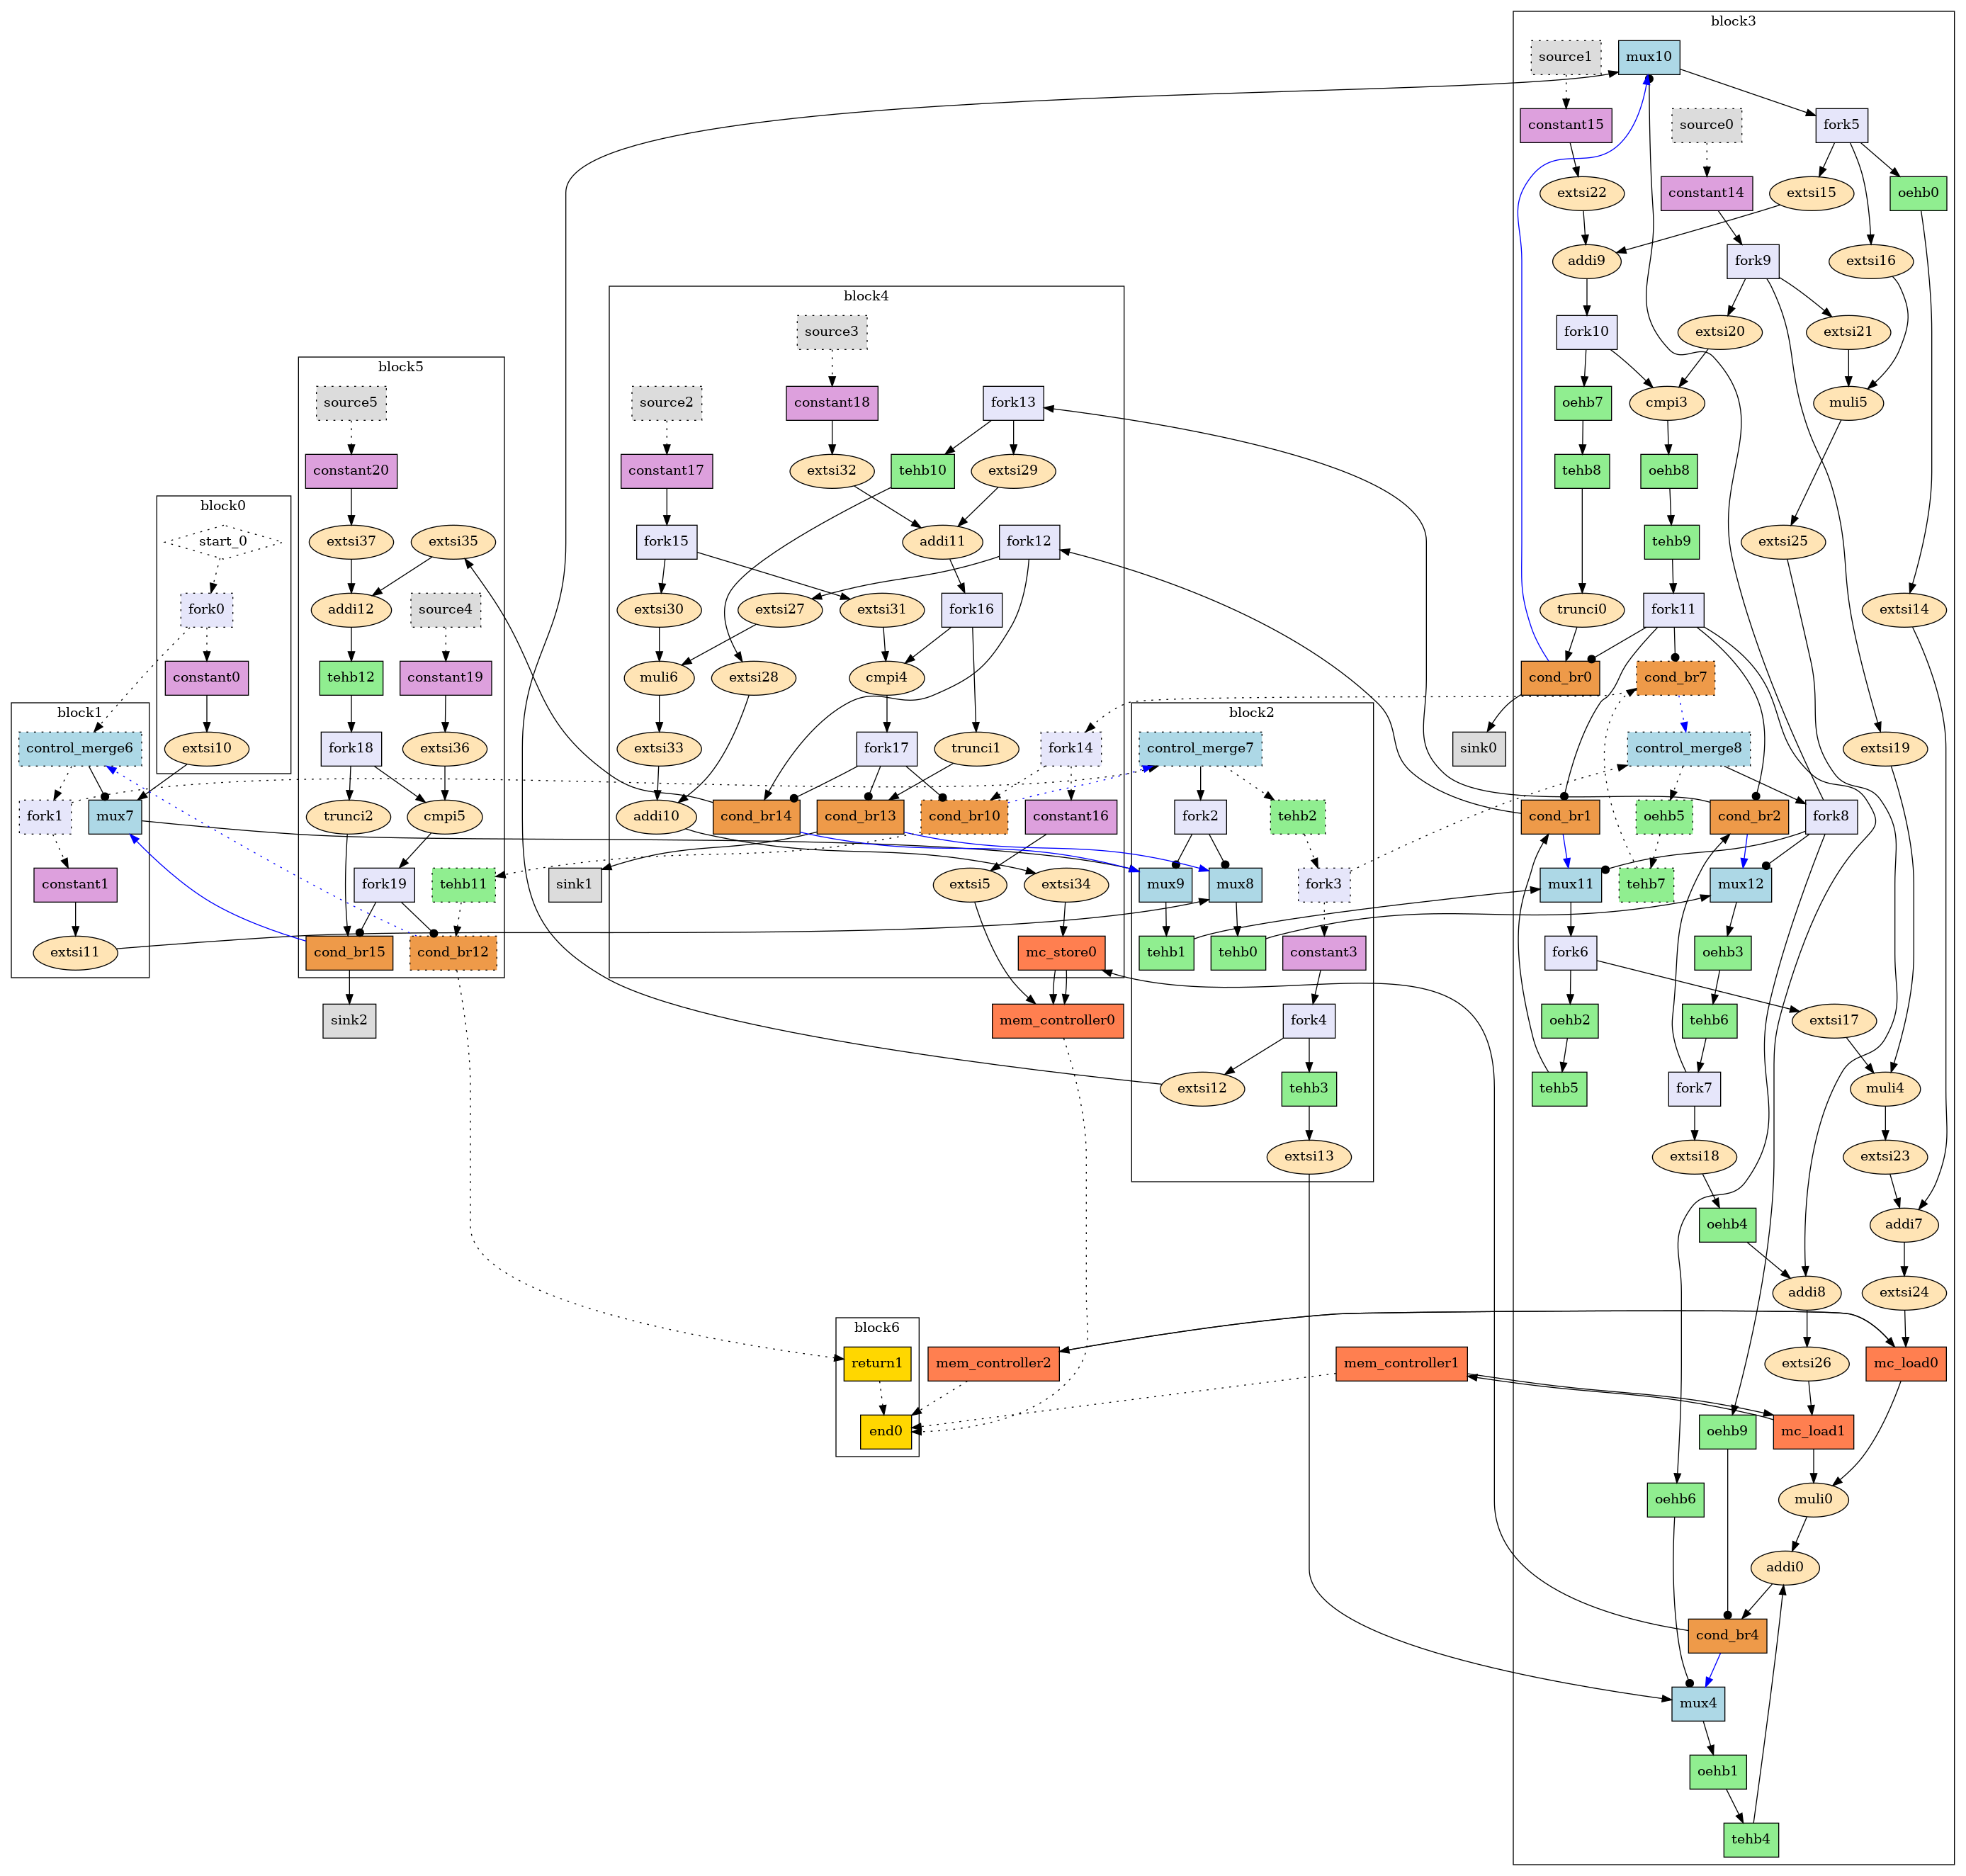 block3
source1
mux10
constant15
source0
fork5
extsi22
constant14
extsi15
oehb0
addi9
fork9
extsi16
block4
source3
fork10
extsi20
extsi21
block5
source5
source2
constant18
fork13
oehb7
cmpi3
muli5
constant20
constant17
extsi32
tehb10
extsi29
tehb8
oehb8
block0
start_0
extsi37
extsi35
fork15
addi11
fork12
tehb9
extsi25
fork0
addi12
source4
extsi30
extsi27
extsi31
fork16
trunci0
fork11
extsi14
constant0
tehb12
constant19
muli6
extsi28
cmpi4
cond_br0
cond_br7
block1
block2
control_merge6
extsi10
fork18
extsi36
extsi33
fork17
trunci1
fork14
control_merge7
sink0
control_merge8
extsi19
fork1
mux7
trunci2
cmpi5
addi10
cond_br14
cond_br13
cond_br10
constant16
fork2
tehb2
cond_br1
oehb5
cond_br2
fork8
constant1
fork19
tehb11
sink1
extsi5
extsi34
mux9
mux8
fork3
mux11
tehb7
mux12
extsi11
cond_br15
cond_br12
mc_store0
tehb1
tehb0
constant3
fork6
oehb3
sink2
mem_controller0
fork4
oehb2
tehb6
extsi17
extsi12
tehb3
tehb5
fork7
muli4
extsi13
extsi18
extsi23
oehb4
addi7
addi8
extsi24
block6
return1
mem_controller2
mem_controller1
extsi26
mc_load0
end0
oehb9
mc_load1
oehb6
muli0
addi0
cond_br4
mux4
oehb1
tehb4